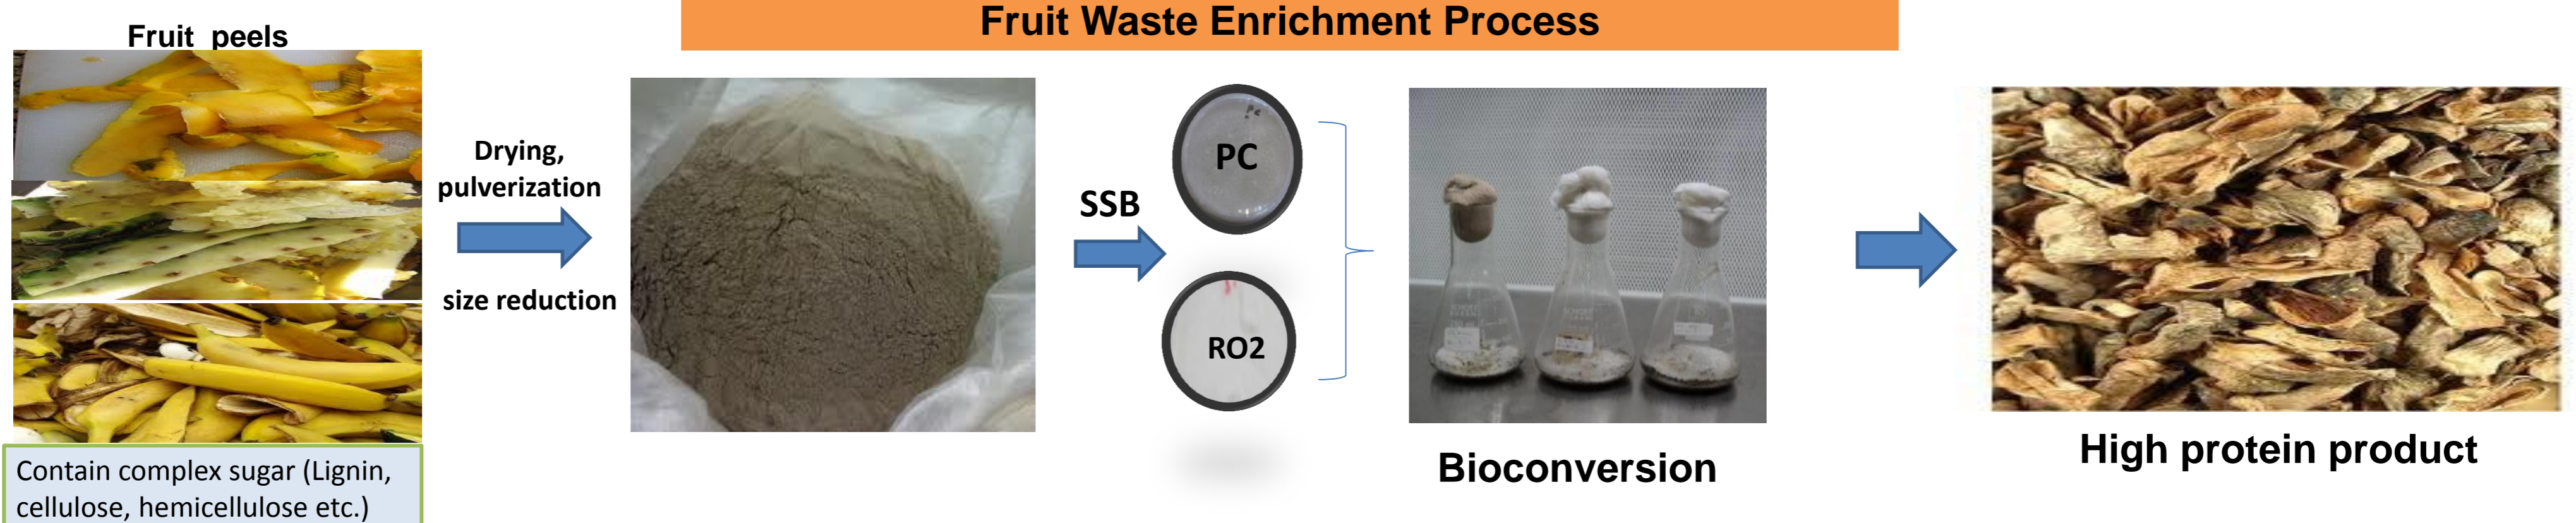 Fruit Waste Enrichment Process
Fruit peels
Drying,
pulverization
size reduction
Contain complex sugar (Lignin,
cellulose, hemicellulose etc.)
SSB
PC
RO2
Bioconversion
High protein product